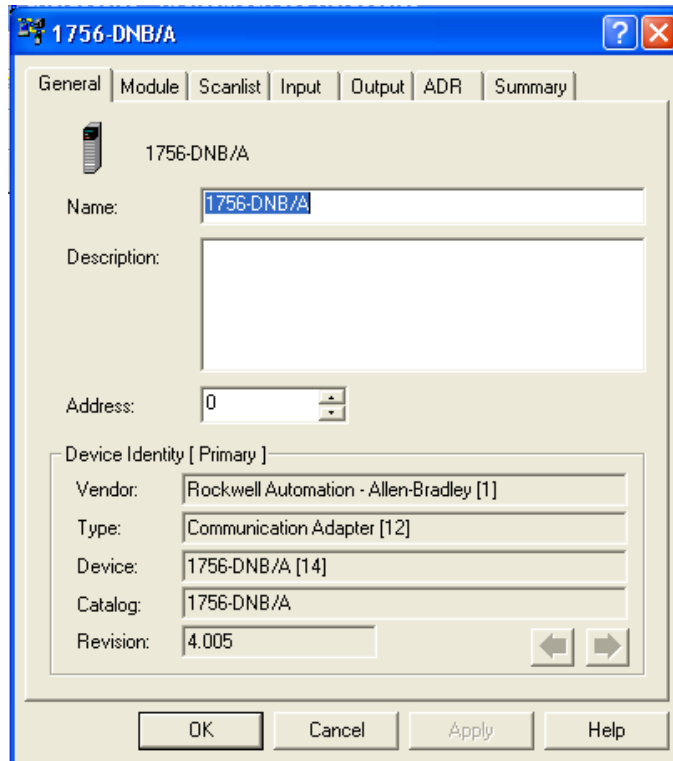 1756-DNB/A
General Module Scanlist Input Output ADR Summary
1756-DNB/A
Name: 1756-DNB/A
Description:
Address: 0
Device Identity [ Primary ]
Vendor: Rockwell Automation - Allen-Bradley [1]
Type: Communication Adapter [12]
Device: 1756-DNB/A [14]
Catalog: 1756-DNB/A
Revision: 4.005
OK Cancel Apply Help